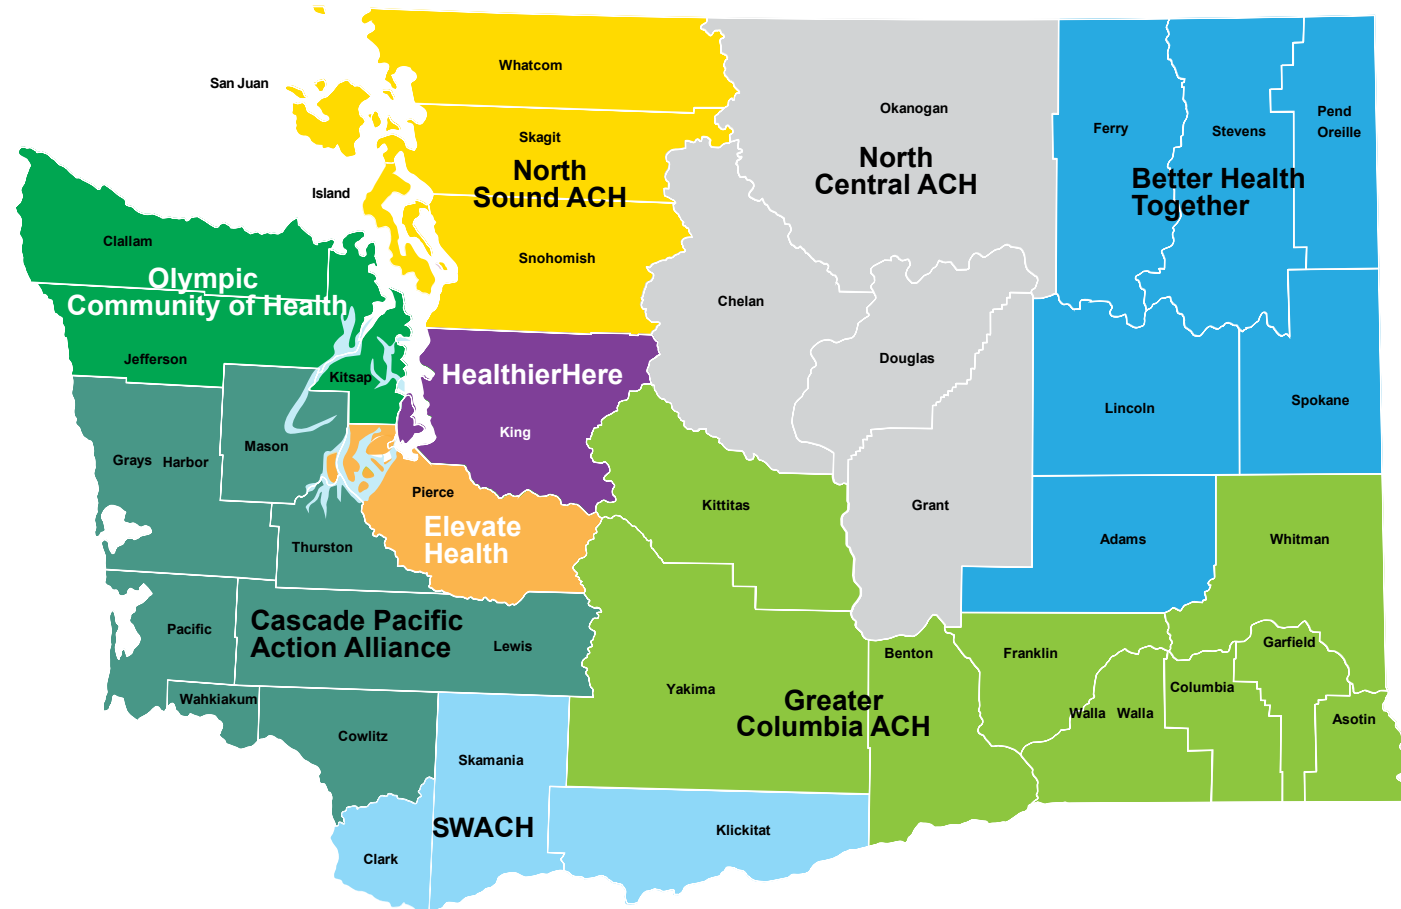 Whatcom
San Juan
Skagit
Island
North
Sound ACH
Snohomish
Okanogan
North
Central ACH
Chelan
Douglas
Grant
Ferry
Stevens
Pend
Oreille
Better Health
Together
Lincoln
Spokane
Adams
Clallam
Olympic
Community of Health
Jefferson
Kitsap
HealthierHere
King
Mason
Grays Harbor
Thurston
Pierce
Elevate
Health
Kittitas
Cascade Pacific
Action Alliance
Pacific
Lewis
Wahkiakum
Cowlitz
Yakima
Greater
Columbia ACH
Benton
Franklin
Walla Walla
Columbia
Whitman
Garfield
Asotin
Skamania
SWACH
Clark
Klickitat